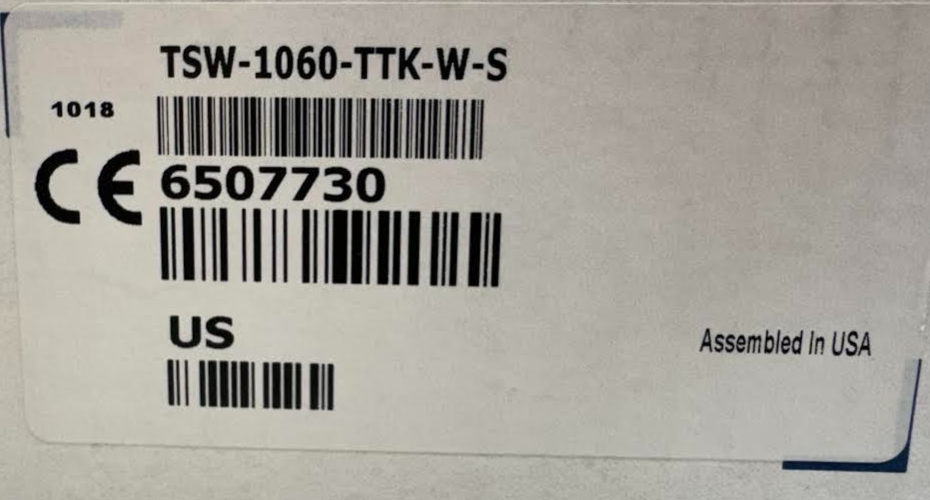 TSW-1060-TTK-W-S
1018
CE
6507730
US
Assembled In USA